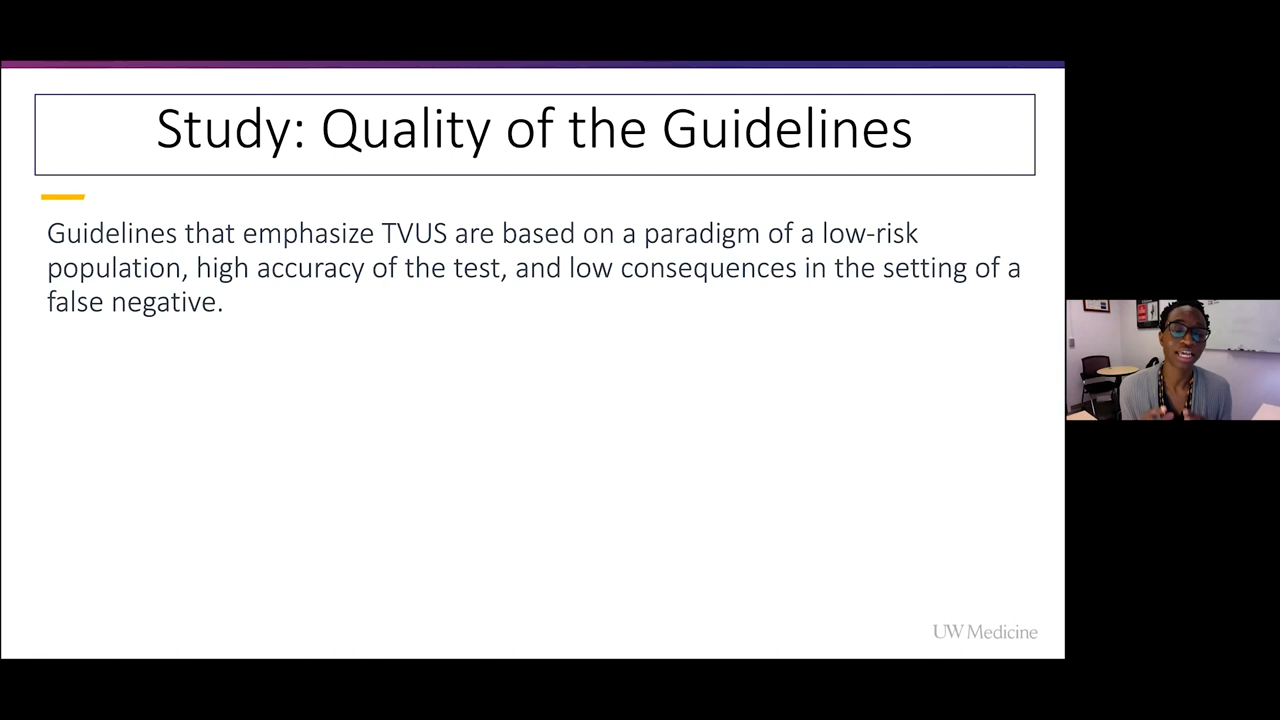 Study: Quality of the Guidelines
Guidelines that emphasize TVUS are based on a paradigm of a low-risk
population, high accuracy of the test, and low consequences in the setting of a
false negative.
UW Medicine